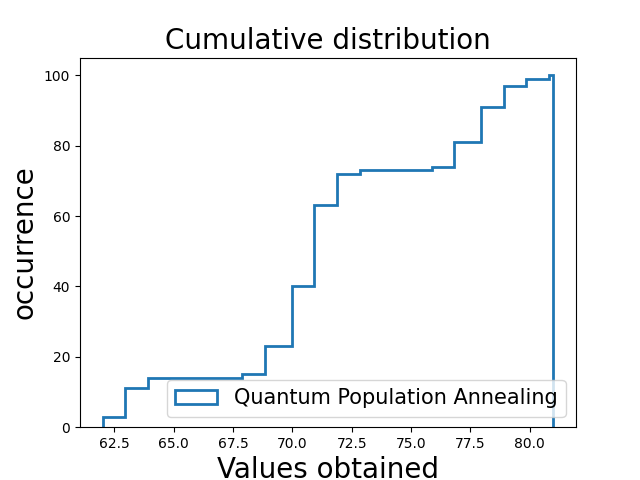 Cumulative distribution
occurrence
100
80
60
40
20
0
Quantum Population Annealing
62.5 65.0 67.5 70.0 72.5 75.0 77.5 80.0
Values obtained